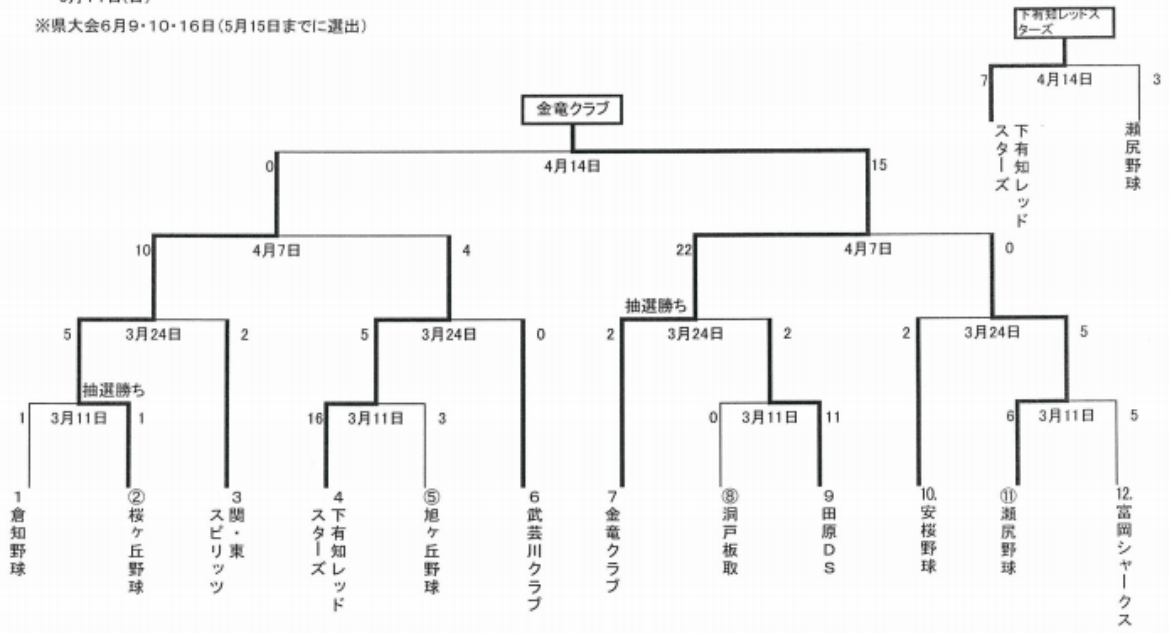 ※県大会6月9・10・16日(5月15日までに選出)
下有知レッドス
ターズ
7
4月14日
3
下有知レッド
スターズ
瀬尻野球
金竜クラブ
0
4月14日
15
10
4月7日
4
22
4月7日
0
抽選勝ち
5
3月24日
2
5
3月24日
0
2
3月24日
2
2
3月24日
5
抽選勝ち
1
3月11日
1
16
3月11日
3
0
3月11日
11
6
3月11日
5
1
倉知野球
②
桜ヶ丘野球
3
関・東
スピリッツ
4
下有知レッド
スターズ
⑤
旭ヶ丘野球
6
武芸川クラブ
7
金竜クラブ
⑧
洞戸板取
9
田原DS
10.
安桜野球
⑪
瀬尻野球
12.
富岡シャークス